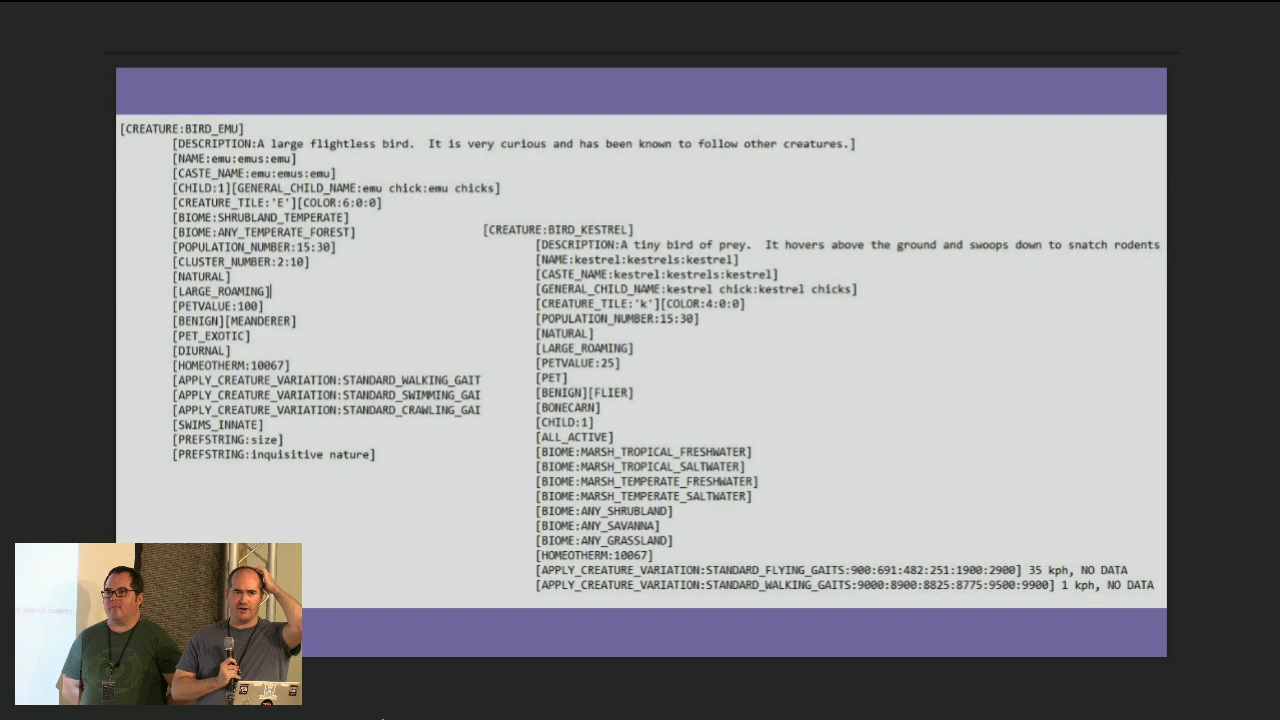 [CREATURE:BIRD_EMU]
[DESCRIPTION:A large flightless bird.  It is very curious and has been known to follow other creatures.]
[NAME:emu:emus:emu]
[CASTE_NAME:emu:emus:emu]
[CHILD:1][GENERAL_CHILD_NAME:emu chick:emu chicks]
[CREATURE_TILE:'E'][COLOR:6:0:0]
[BIOME:SHRUBLAND_TEMPERATE]
[BIOME:ANY_TEMPERATE_FOREST]
[POPULATION_NUMBER:15:30]
[CLUSTER_NUMBER:2:10]
[NATURAL]
[LARGE_ROAMING]
[PETVALUE:100]
[BENIGN][MEANDERER]
[PET_EXOTIC]
[DIURNAL]
[HOMEOTHERM:10067]
[APPLY_CREATURE_VARIATION:STANDARD_WALKING_GAIT
[APPLY_CREATURE_VARIATION:STANDARD_SWIMMING_GAI
[APPLY_CREATURE_VARIATION:STANDARD_CRAWLING_GAI
[SWIMS_INNATE]
[PREFSTRING:size]
[PREFSTRING:inquisitive nature]
[CREATURE:BIRD_KESTREL]
[DESCRIPTION:A tiny bird of prey.  It hovers above the ground and swoops down to snatch rodents
[NAME:kestrel:kestrels:kestrel]
[CASTE_NAME:kestrel:kestrels:kestrel]
[GENERAL_CHILD_NAME:kestrel chick:kestrel chicks]
[CREATURE_TILE:'k'][COLOR:4:0:0]
[POPULATION_NUMBER:15:30]
[NATURAL]
[LARGE_ROAMING]
[PETVALUE:25]
[PET]
[BENIGN][FLIER]
[BONECARN]
[CHILD:1]
[ALL_ACTIVE]
[BIOME:MARSH_TROPICAL_FRESHWATER]
[BIOME:MARSH_TROPICAL_SALTWATER]
[BIOME:MARSH_TEMPERATE_FRESHWATER]
[BIOME:MARSH_TEMPERATE_SALTWATER]
[BIOME:ANY_SHRUBLAND]
[BIOME:ANY_SAVANNA]
[BIOME:ANY_GRASSLAND]
[HOMEOTHERM:10067]
[APPLY_CREATURE_VARIATION:STANDARD_FLYING_GAITS:900:691:482:251:1900:2900] 35 kph, NO DATA
[APPLY_CREATURE_VARIATION:STANDARD_WALKING_GAITS:9000:8900:8825:8775:9500:9900] 1 kph, NO DATA
snatch rodents